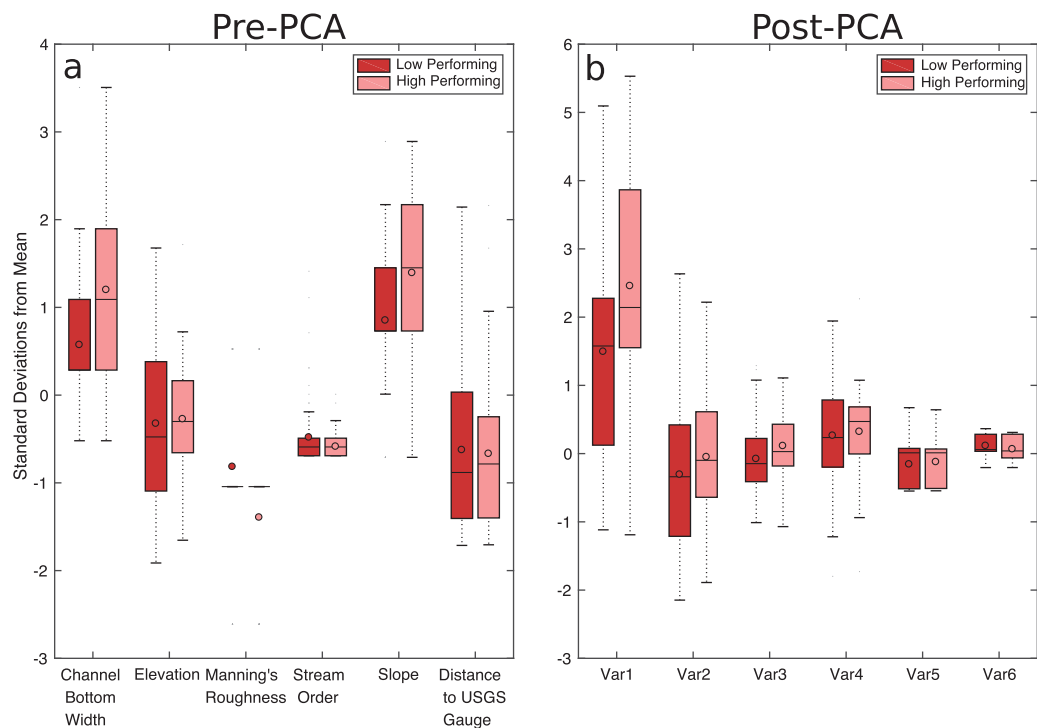 Pre-PCA
Post-PCA
a
Low Performing
High Performing
4
3
2
1
0
-1
-2
-3
Standard Deviations from Mean
Channel
Bottom
Width
Elevation
Manning's
Roughness
Stream
Order
Slope
Distance
to USGS
Gauge
b
Low Performing
High Performing
6
5
4
3
2
1
0
-1
-2
-3
Var1
Var2
Var3
Var4
Var5
Var6